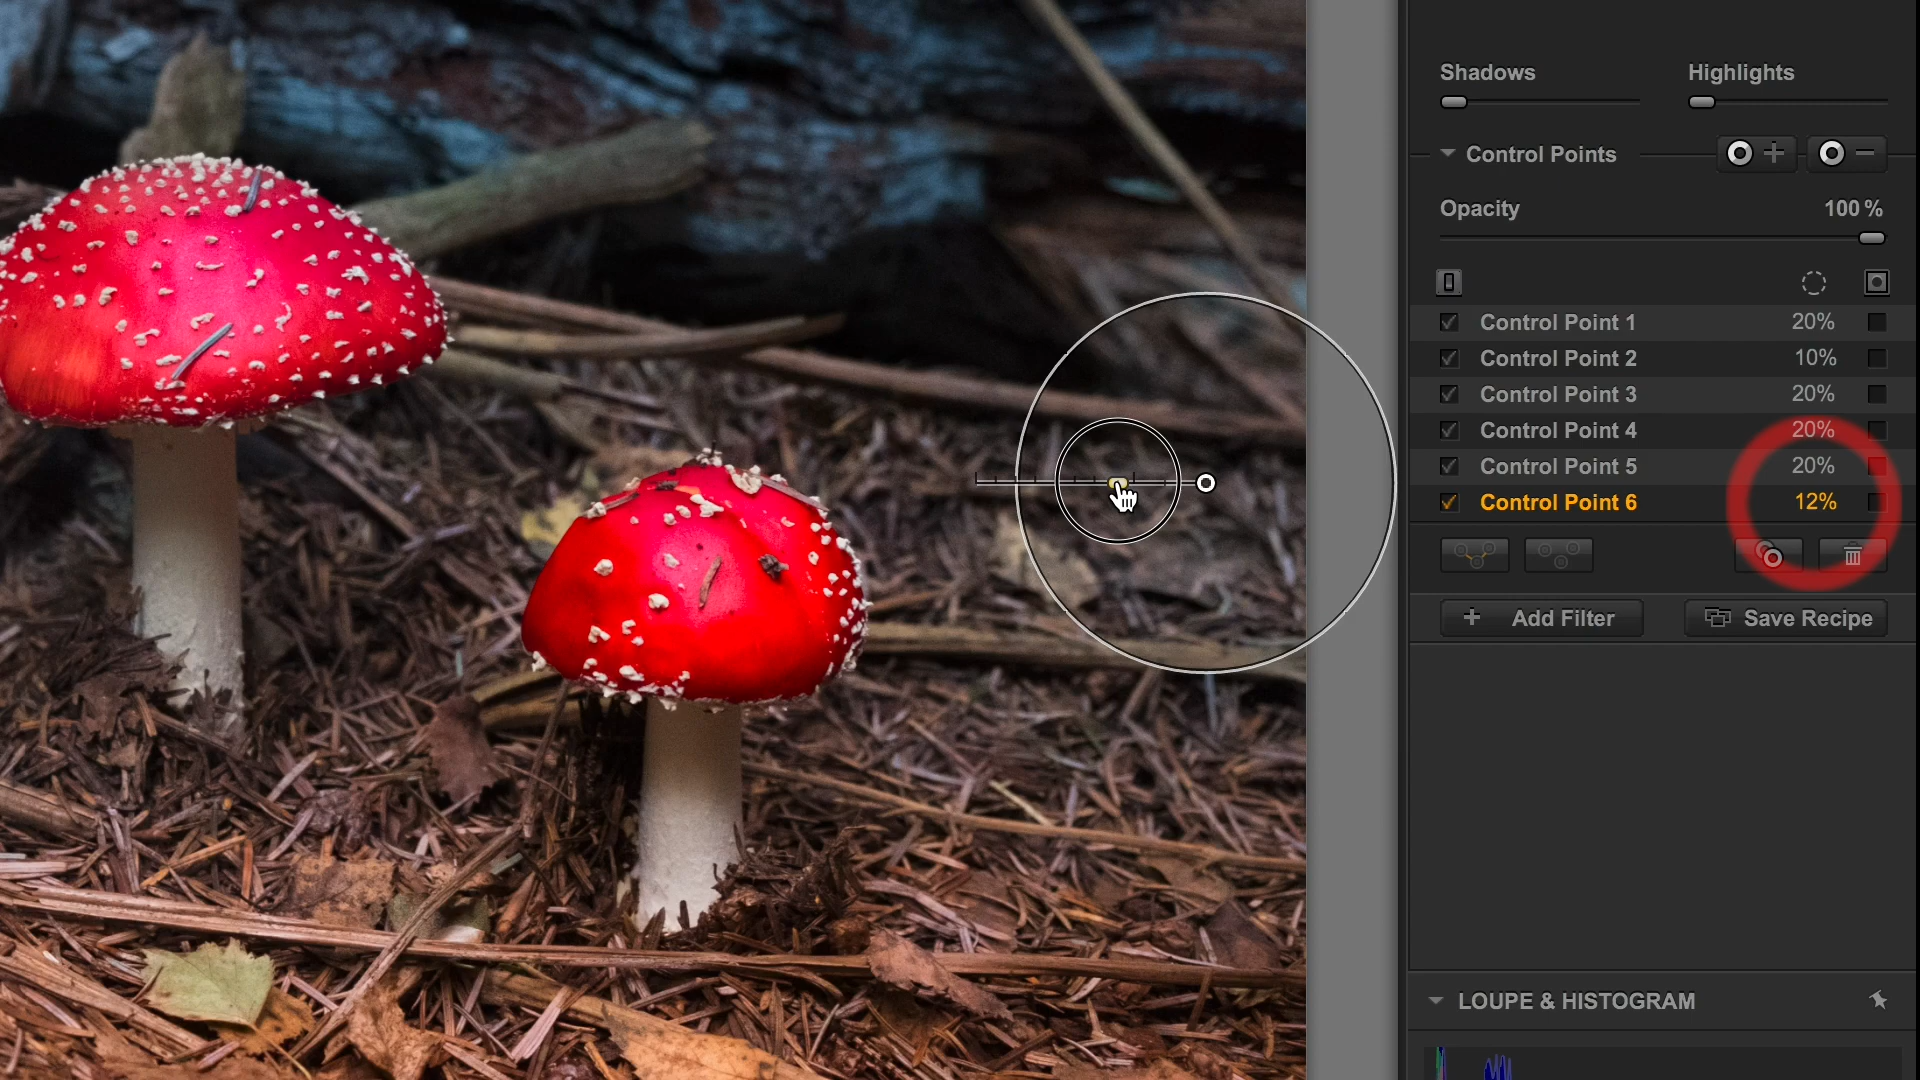 Shadows Highlights
Control Points
Opacity 100 %
Control Point 1 20%
Control Point 2 10%
Control Point 3 20%
Control Point 4 20%
Control Point 5 20%
Control Point 6 12%
Add Filter Save Recipe
LOUPE & HISTOGRAM